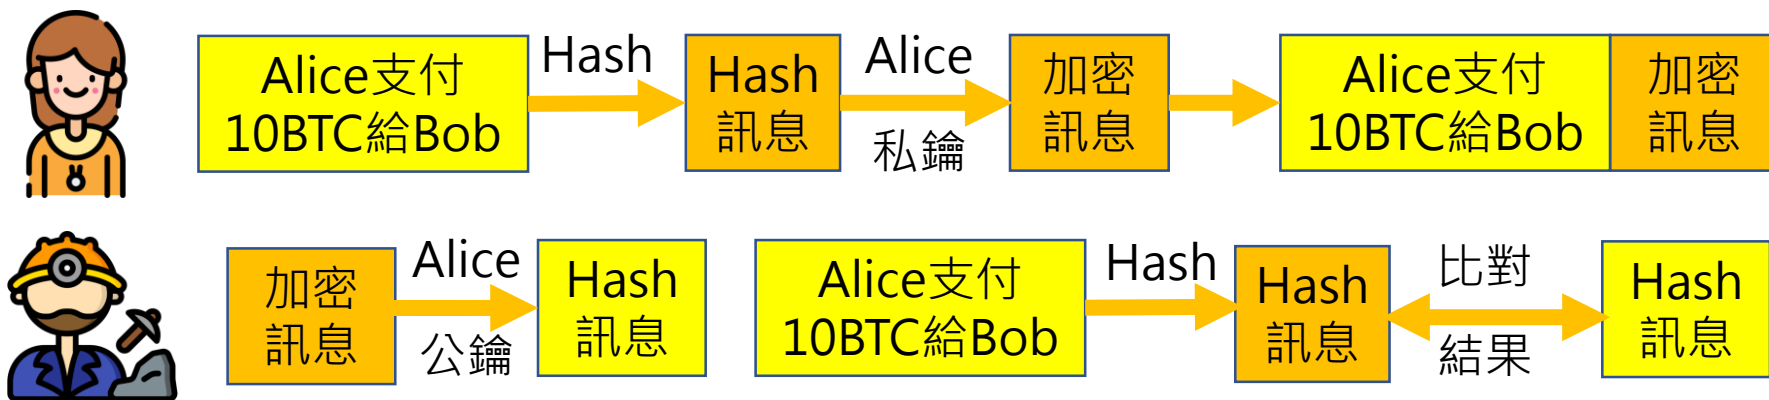 Alice支付
10BTC給Bob
Hash
Hash
訊息
Alice
私鑰
加密
訊息
Alice支付
10BTC給Bob
加密
訊息
加密
訊息
Alice
公鑰
Hash
訊息
Alice支付
10BTC給Bob
Hash
Hash
訊息
比對
結果
Hash
訊息